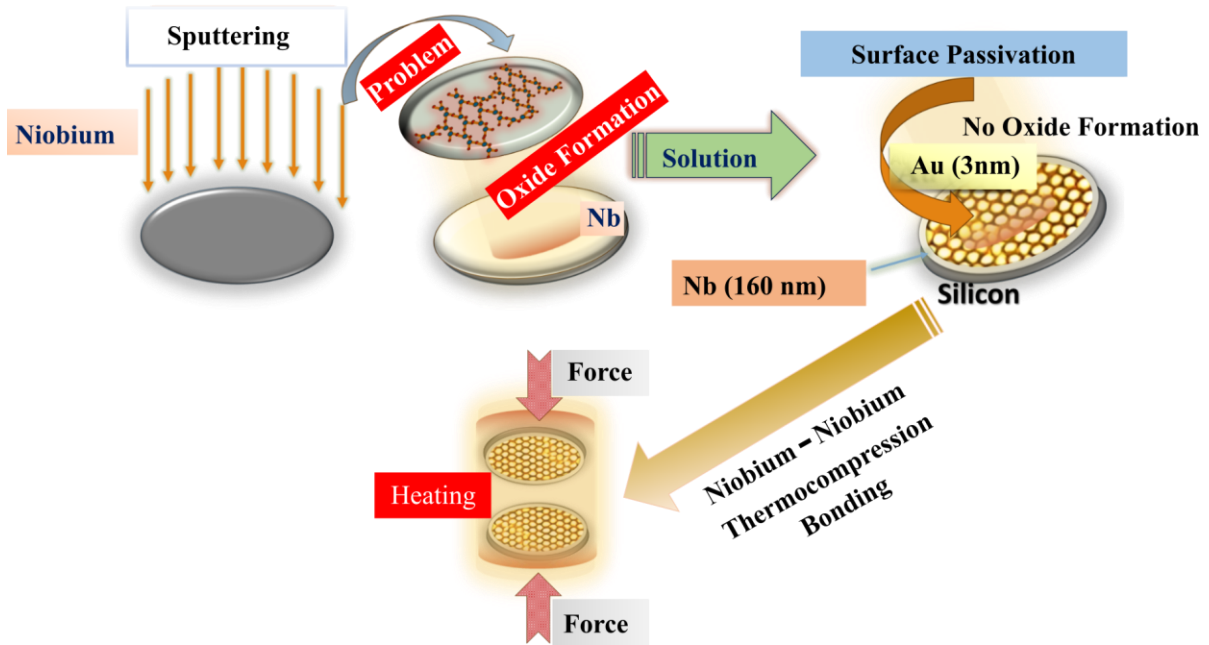 Sputtering
Niobium
Problem
Oxide Formation
Nb
Solution
Surface Passivation
No Oxide Formation
Au (3nm)
Nb (160 nm)
Silicon
Niobium – Niobium
Thermocompression
Bonding
Force
Heating
Force